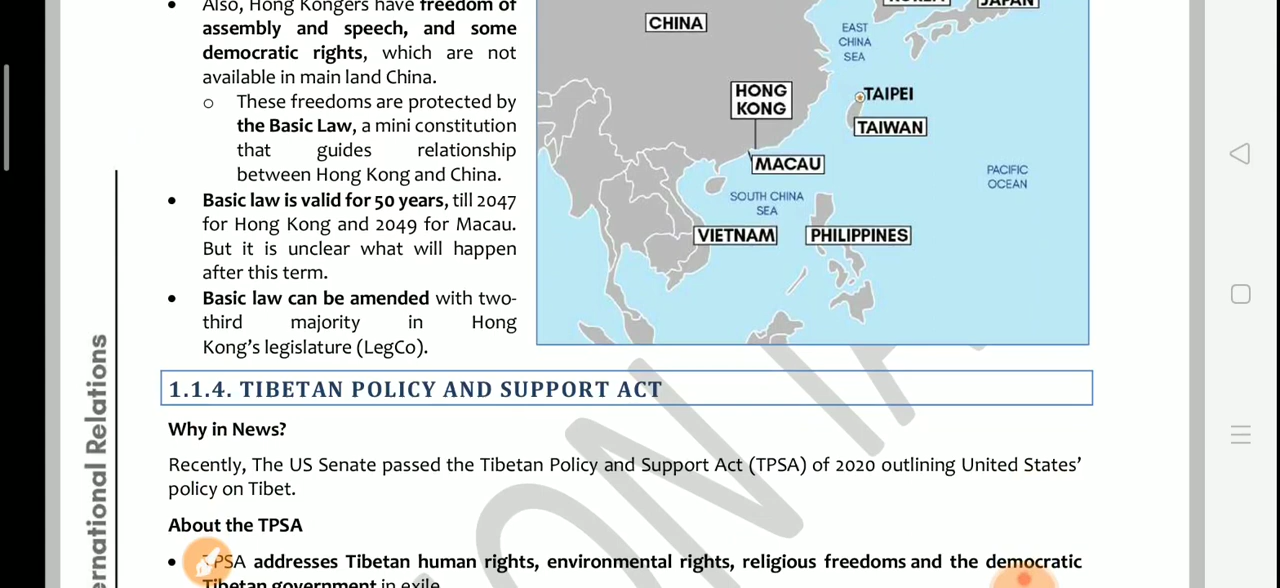 Also, Hong Kongers have freedom of
assembly and speech, and some
democratic rights, which are not
available in main land China.
These freedoms are protected by
the Basic Law, a mini constitution
that guides relationship
between Hong Kong and China.
Basic law is valid for 50 years, till 2047
for Hong Kong and 2049 for Macau.
But it is unclear what will happen
after this term.
Basic law can be amended with two-
third majority in Hong
Kong's legislature (LegCo).
JAPAN
CHINA
EAST
CHINA
SEA
HONG
KONG
TAIPEI
TAIWAN
MACAU
PACIFIC
OCEAN
SOUTH CHINA
SEA
VIETNAM
PHILIPPINES
1.1.4. TIBETAN POLICY AND SUPPORT ACT
Why in News?
Recently, The US Senate passed the Tibetan Policy and Support Act (TPSA) of 2020 outlining United States'
policy on Tibet.
About the TPSA
TPSA addresses Tibetan human rights, environmental rights, religious freedoms and the democratic
Tibetan government in exile
ernational Relations